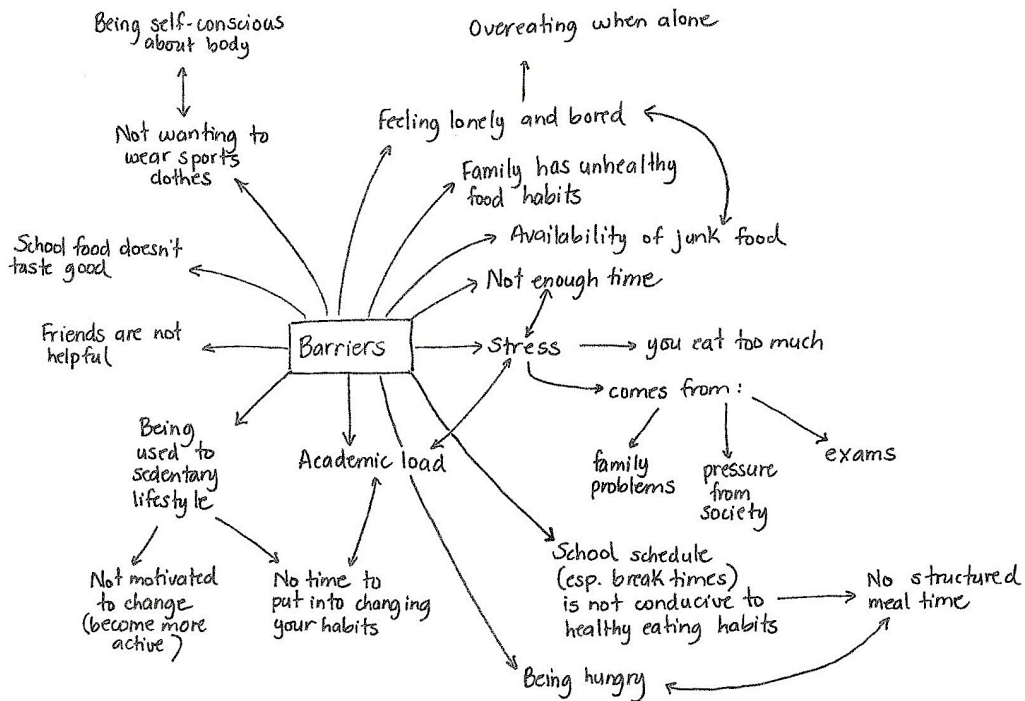 Being self-conscious
about body
Overeating when alone
Not wanting to
wear sports
clothes
Feeling lonely and bored
Family has unhealthy
food habits
School food doesn't
taste good
Availability of junk food
Not enough time
Friends are not
helpful
Barriers
Stress
you eat too much
comes from:
Being
used to
sedentary
lifestyle
Academic load
family
problems
pressure
from
society
exams
Not motivated
to change
(become more
active)
No time to
put into changing
your habits
School schedule
(esp. break times)
is not conducive to
healthy eating habits
No structured
meal time
Being hungry